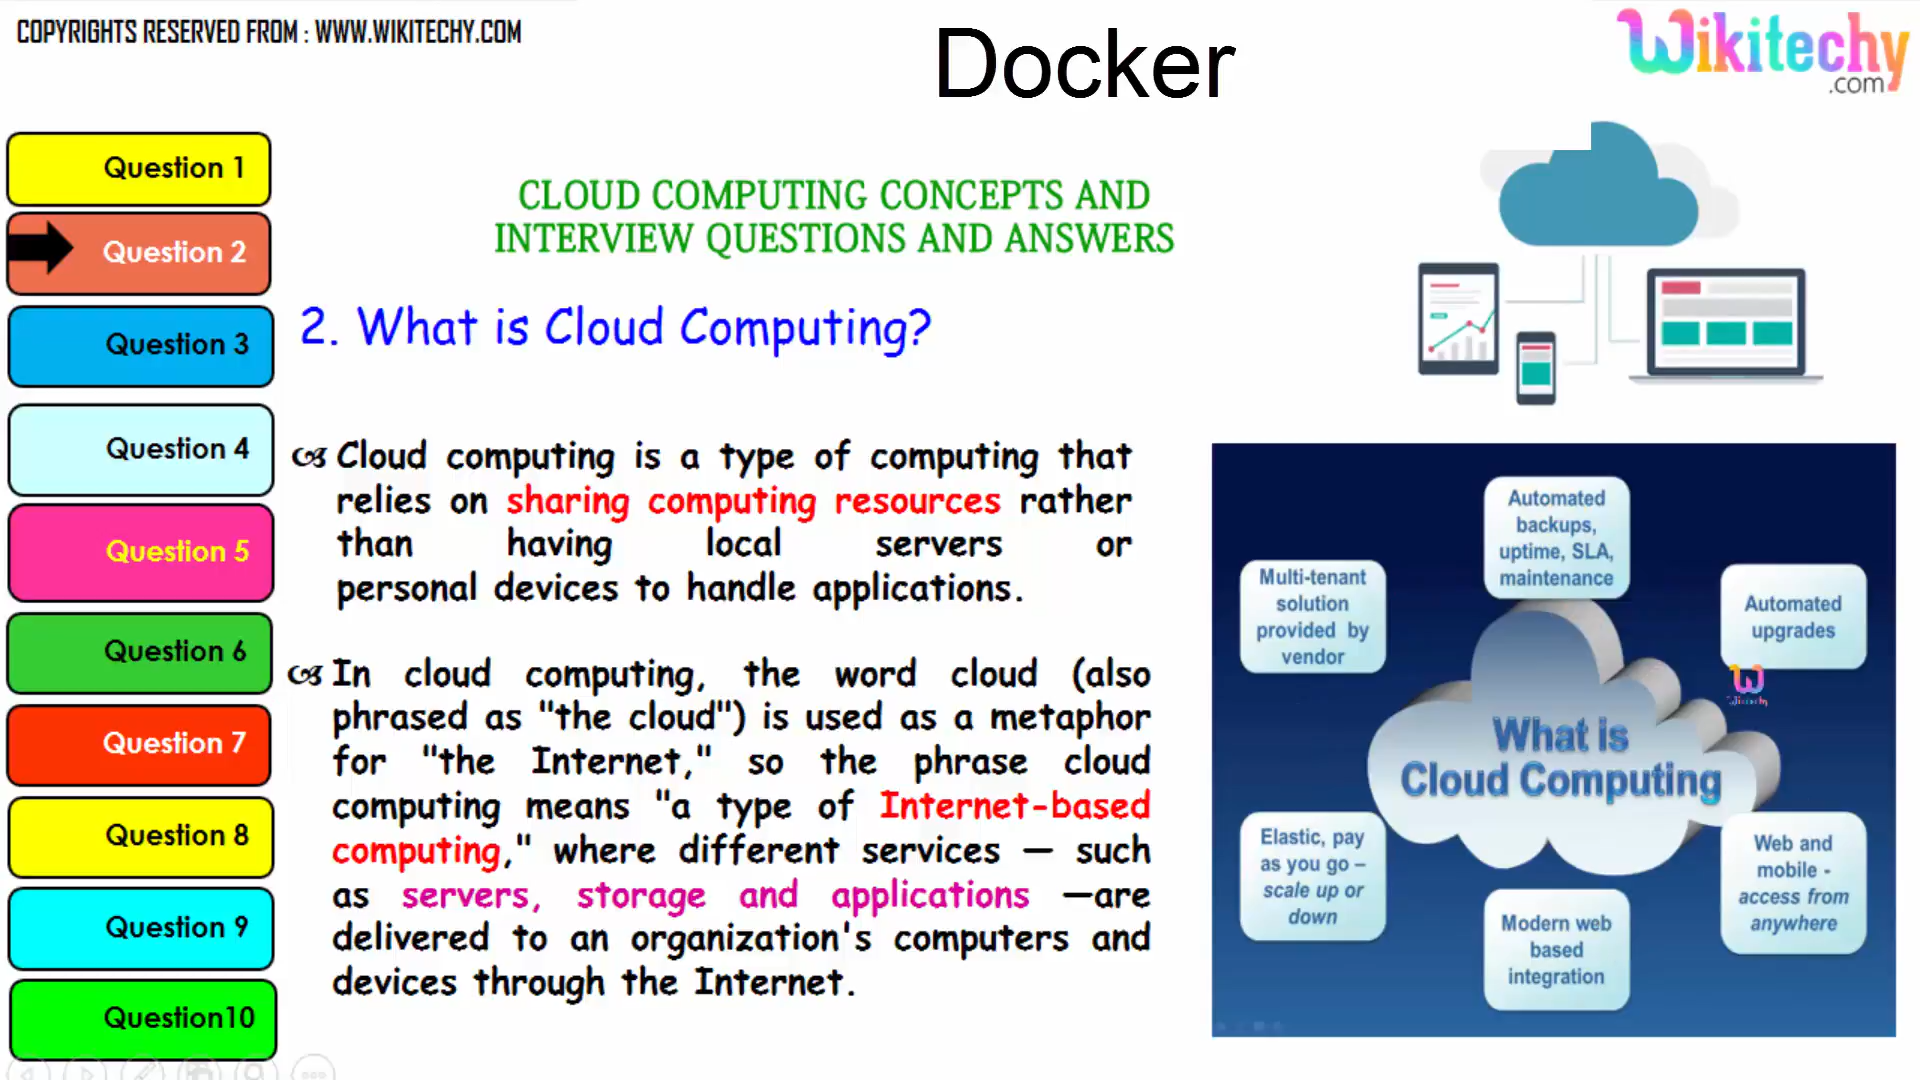 COPYRIGHTS RESERVED FROM : WWW.WIKITECHY.COM
Docker
Wikitechy
.com
Question 1
Question 2
Question 3
Question 4
Question 5
Question 6
Question 7
Question 8
Question 9
Question10
CLOUD COMPUTING CONCEPTS AND
INTERVIEW QUESTIONS AND ANSWERS
2. What is Cloud Computing?
Cloud computing is a type of computing that
relies on sharing computing resources rather
than having local servers or
personal devices to handle applications.
In cloud computing, the word cloud (also
phrased as "the cloud") is used as a metaphor
for "the Internet," so the phrase cloud
computing means "a type of Internet-based
computing," where different services — such
as servers, storage and applications —are
delivered to an organization's computers and
devices through the Internet.
Automated
backups,
uptime, SLA,
maintenance
Multi-tenant
solution
provided by
vendor
Automated
upgrades
Wikitechy
What is
Cloud Computing
Elastic, pay
as you go –
scale up or
down
Web and
mobile -
access from
anywhere
Modern web
based
integration